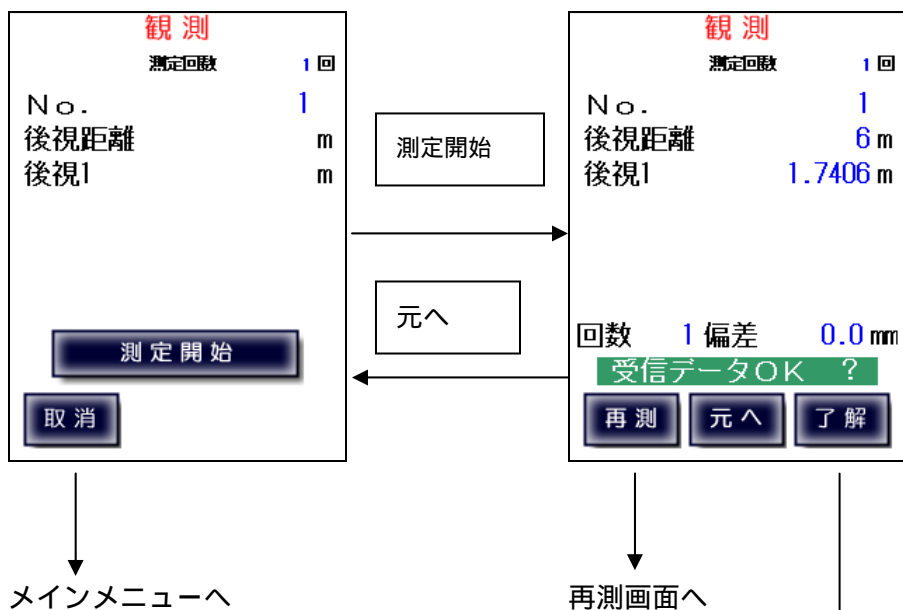 観測
測定回数 1回
No. 1
後視距離 m
後視1 m
測定開始
取消
メインメニューへ
測定開始
元へ
観測
測定回数 1回
No. 1
後視距離 6m
後視1 1.7406m
回数 1 偏差 0.0mm
受信データOK ?
再測 元へ 了解
再測画面へ